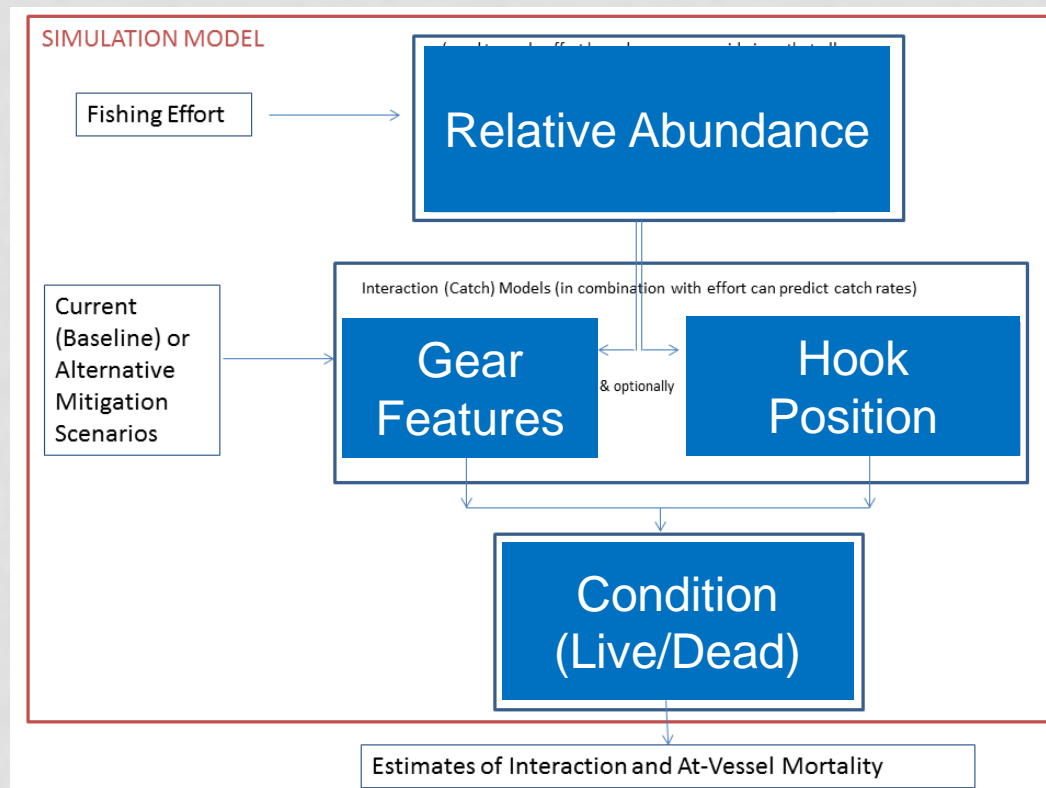 SIMULATION MODEL
Fishing Effort
Relative Abundance
Interaction (Catch) Models (in combination with effort can predict catch rates)
Current
(Baseline) or
Alternative
Mitigation
Scenarios
Gear
Features
& optionally
Hook
Position
Condition
(Live/Dead)
Estimates of Interaction and At-Vessel Mortality